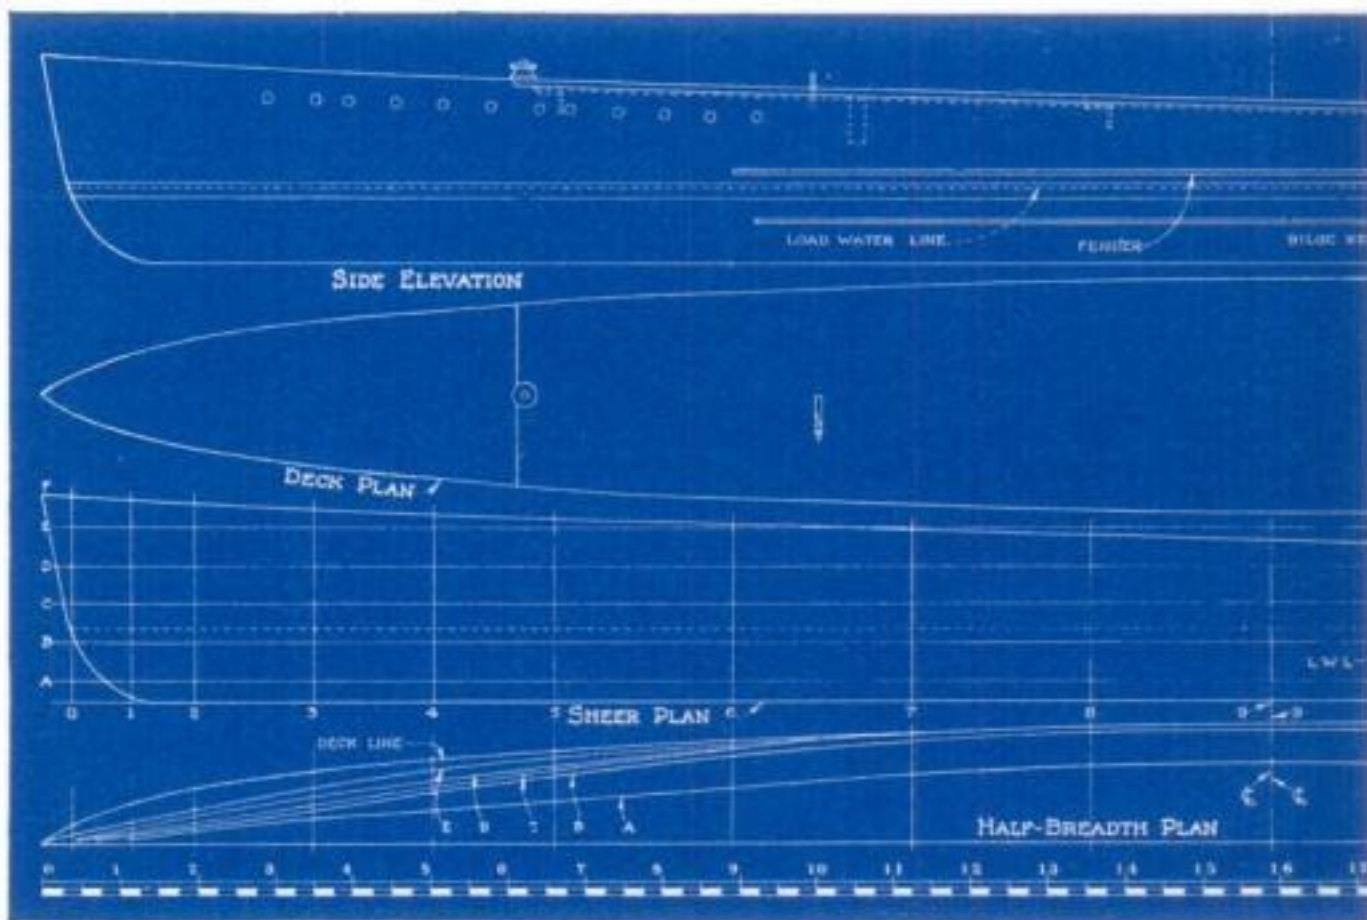 LOAD WATER LINE
FENDER
BILGE
SIDE ELEVATION
DECK PLAN
F
E
D
C
B
A
L W L
0 1 2 3 4 5 6 7 8 9 9
SHEER PLAN
DECK LINE
E D C B A
HALF-BREADTH PLAN
0 1 2 3 4 5 6 7 8 9 10 11 12 13 14 15 16